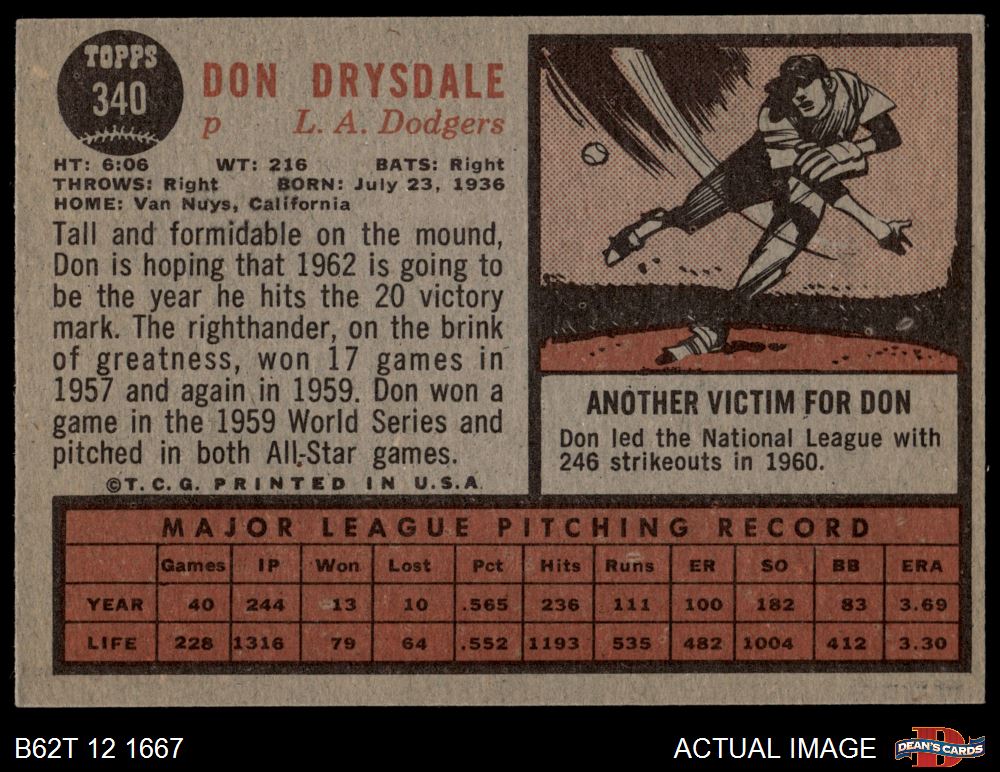 TOPPS
340
DON DRYSDALE
p L. A. Dodgers
HT: 6:06 WT: 216 BATS: Right
THROWS: Right BORN: July 23, 1936
HOME: Van Nuys, California
Tall and formidable on the mound,
Don is hoping that 1962 is going to
be the year he hits the 20 victory
mark. The righthander, on the brink
of greatness, won 17 games in
1957 and again in 1959. Don won a
game in the 1959 World Series and
pitched in both All-Star games.
©T.C.G. PRINTED IN U.S.A.
ANOTHER VICTIM FOR DON
Don led the National League with
246 strikeouts in 1960.
MAJOR LEAGUE PITCHING RECORD
Games IP Won Lost Pct Hits Runs ER SO BB ERA
YEAR 40 244 13 10 .565 236 111 100 182 83 3.69
LIFE 228 1316 79 64 .552 1193 535 482 1004 412 3.30
B62T 12 1667
ACTUAL IMAGE
D
DEAN'S CARDS